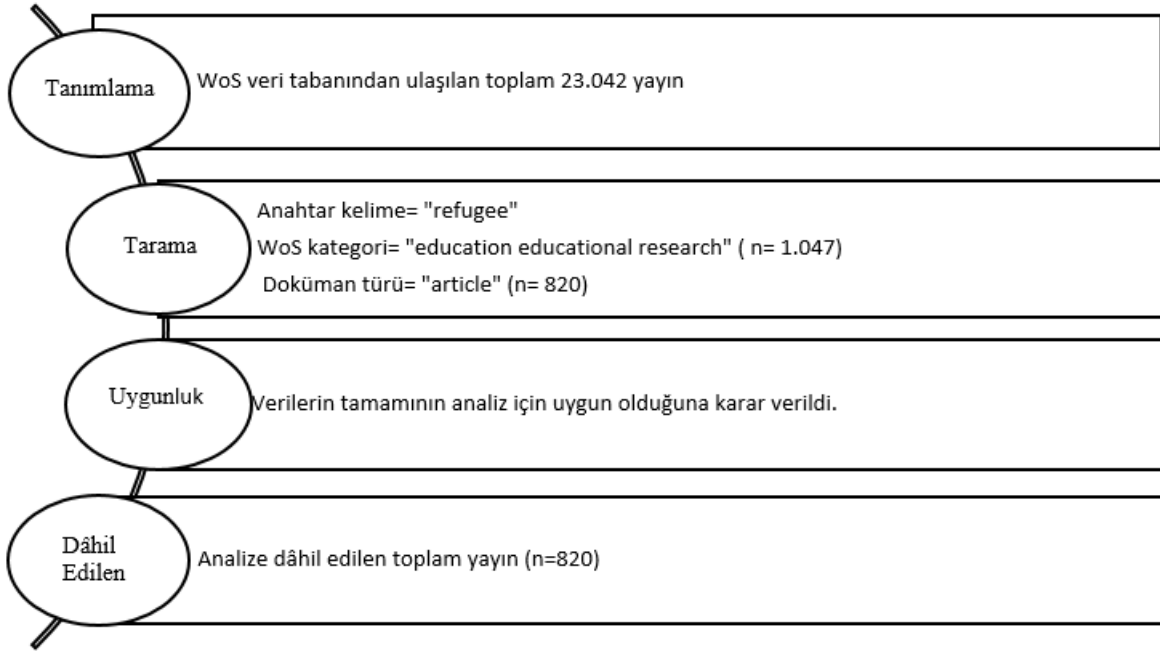 Tanımlama
WoS veri tabanından ulaşılan toplam 23.042 yayın
Tarama
Anahtar kelime= "refugee"
WoS kategori= "education educational research" ( n= 1.047)
Doküman türü= "article" (n= 820)
Uygunluk
Verilerin tamamının analiz için uygun olduğuna karar verildi.
Dâhil
Edilen
Analize dâhil edilen toplam yayın (n=820)